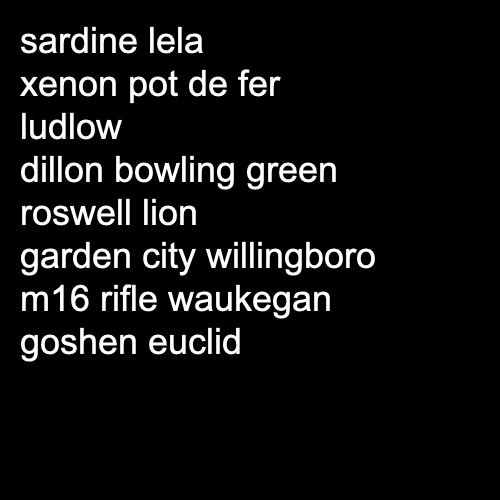 sardine lela
xenon pot de fer
ludlow
dillon bowling green
roswell lion
garden city willingboro
m16 rifle waukegan
goshen euclid